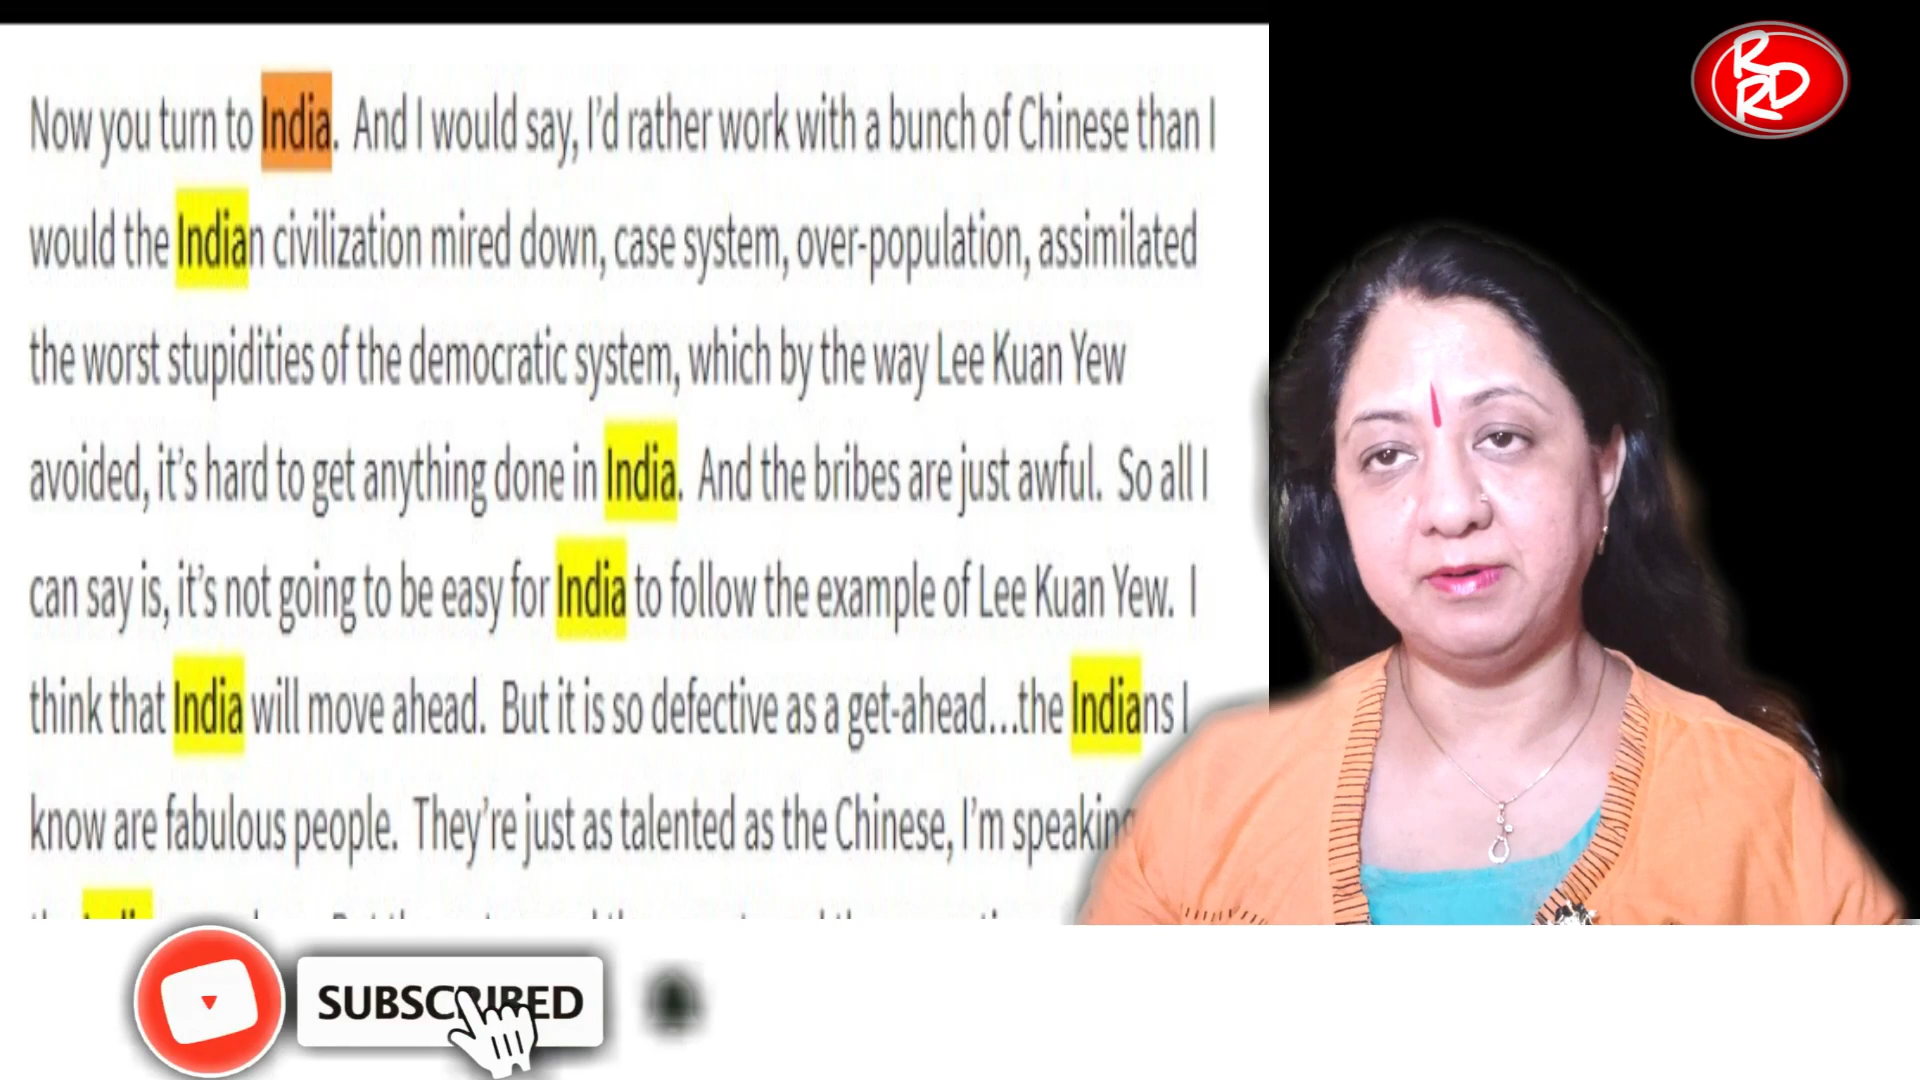 Now you turn to India. And I would say, I'd rather work with a bunch of Chinese than I
would the Indian civilization mired down, case system, over-population, assimilated
the worst stupidities of the democratic system, which by the way Lee Kuan Yew
avoided, it's hard to get anything done in India. And the bribes are just awful. So all I
can say is, it's not going to be easy for India to follow the example of Lee Kuan Yew. I
think that India will move ahead. But it is so defective as a get-ahead...the Indians I
know are fabulous people. They're just as talented as the Chinese, I'm speaking
SUBSCRIBED
RRD